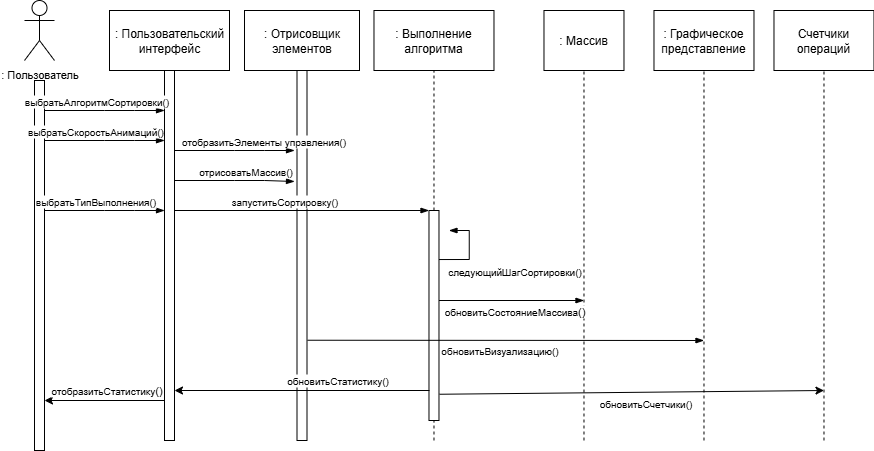 : Пользователь
: Пользовательский
интерфейс
: Отрисовщик
элементов
: Выполнение
алгоритма
: Массив
: Графическое
представление
Счетчики
операций
выбратьАлгоритмСортировки()
выбратьСкоростьАнимаций()
отобразитьЭлементы управления()
отрисоватьМассив()
выбратьТипВыполнения()
запуститьСортировку()
следующийШагСортировки()
обновитьСостояниеМассива()
обновитьВизуализацию()
обновитьСтатистику()
отобразитьСтатистику()
обновитьСчетчики()